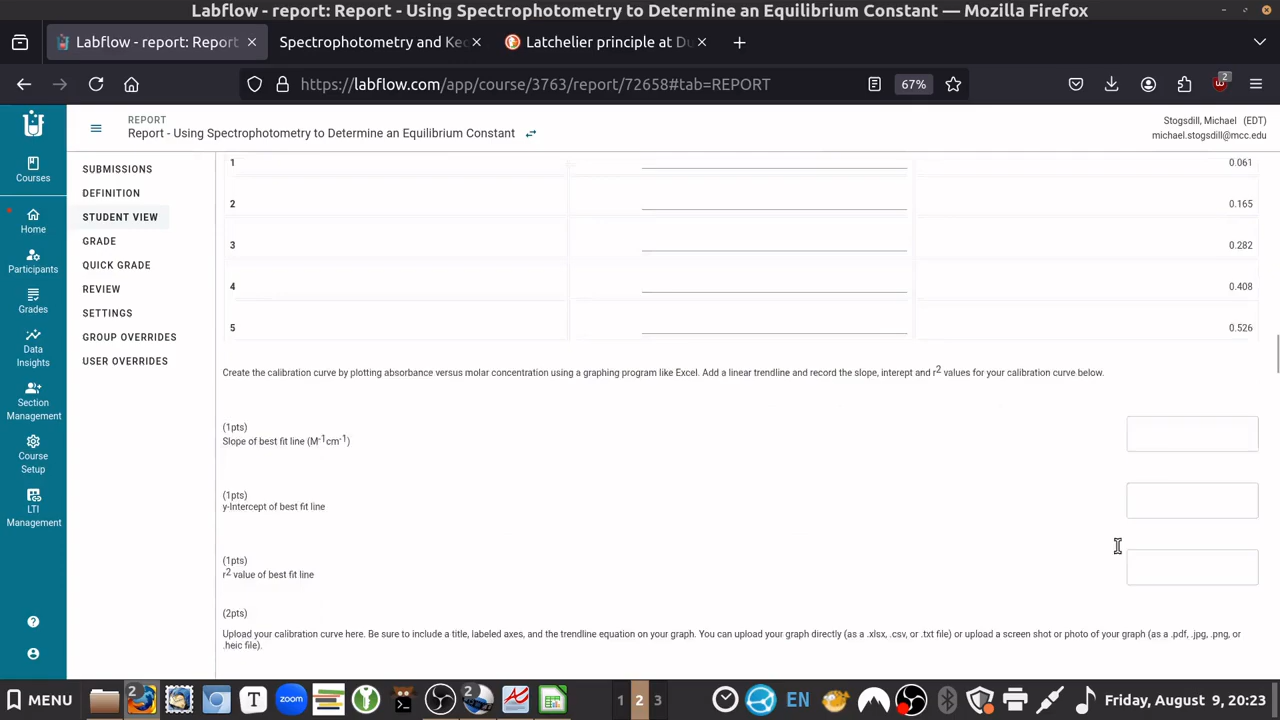 Labflow - report: Report - Using Spectrophotometry to Determine an Equilibrium Constant — Mozilla Firefox
Labflow - report: Report
Spectrophotometry and Keq
Latchelier principle at Du
https://labflow.com/app/course/3763/report/72658#tab=REPORT
67%
2
REPORT
Report - Using Spectrophotometry to Determine an Equilibrium Constant
Stogsdill, Michael (EDT)
michael.stogsdill@mcc.edu
Courses
Home
Participants
Grades
Data Insights
Section Management
Course Setup
LTI Management
SUBMISSIONS
DEFINITION
STUDENT VIEW
GRADE
QUICK GRADE
REVIEW
SETTINGS
GROUP OVERRIDES
USER OVERRIDES
1 0.061
2 0.165
3 0.282
4 0.408
5 0.526
Create the calibration curve by plotting absorbance versus molar concentration using a graphing program like Excel. Add a linear trendline and record the slope, interept and r2 values for your calibration curve below.
(1pts)
Slope of best fit line (M-1cm-1)
(1pts)
y-Intercept of best fit line
(1pts)
r2 value of best fit line
(2pts)
Upload your calibration curve here. Be sure to include a title, labeled axes, and the trendline equation on your graph. You can upload your graph directly (as a .xlsx, .csv, or .txt file) or upload a screen shot or photo of your graph (as a .pdf, .jpg, .png, or
.heic file).
MENU
2
T
zoom
2
1 2 3
EN
Friday, August 9, 20:23